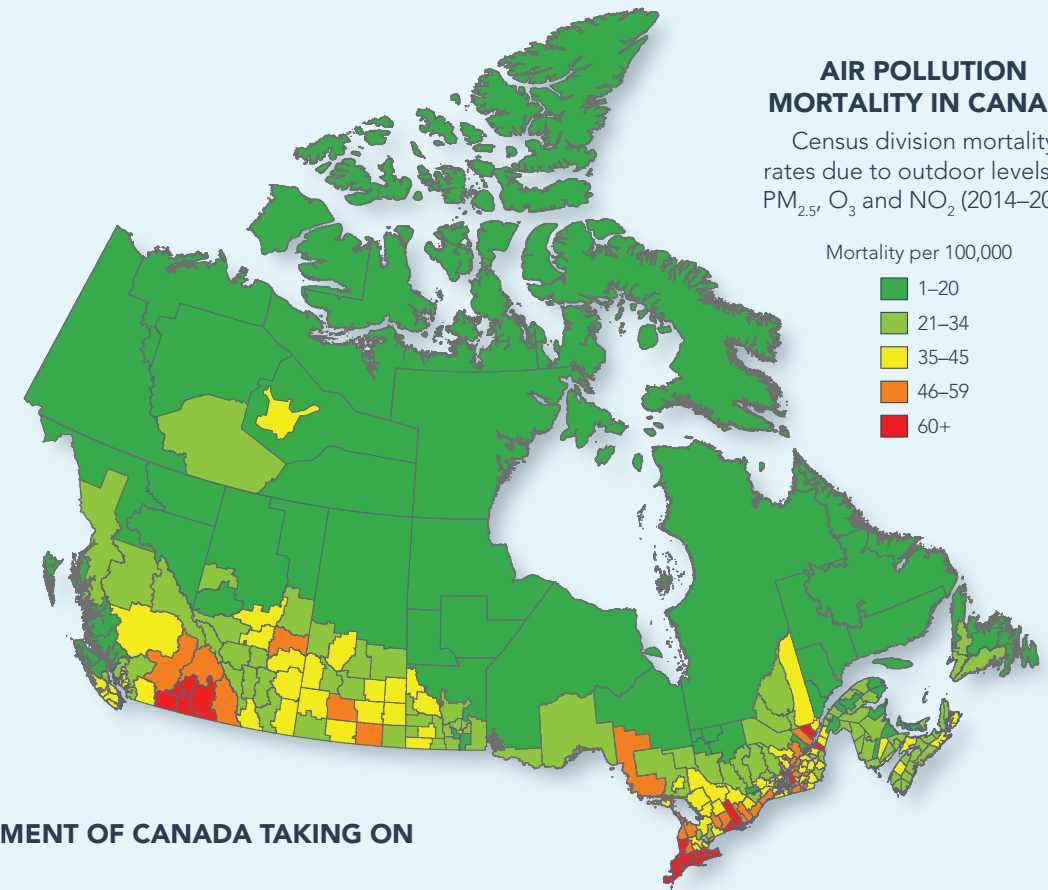 AIR POLLUTION
MORTALITY IN CANA
Census division mortality
rates due to outdoor levels
PM2.5, O3 and NO2 (2014–20
Mortality per 100,000
1–20
21–34
35–45
46–59
60+
MENT OF CANADA TAKING ON